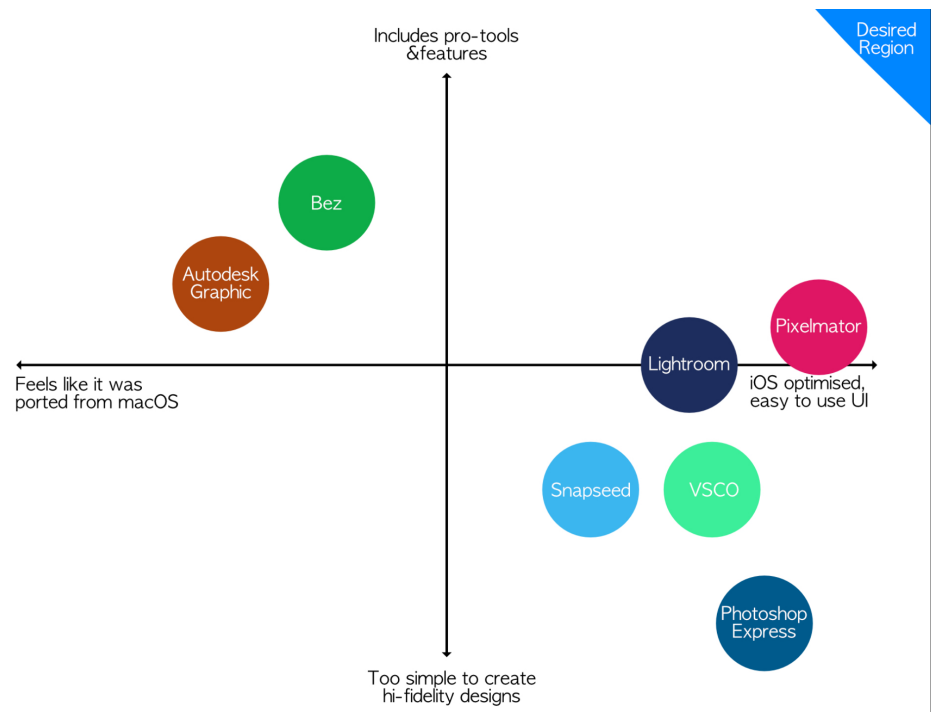 Includes pro-tools
&features
Desired
Region
Bez
Autodesk
Graphic
Pixelmator
Lightroom
Feels like it was
ported from macOS
iOS optimised,
easy to use UI
Snapseed
VSCO
Photoshop
Express
Too simple to create
hi-fidelity designs